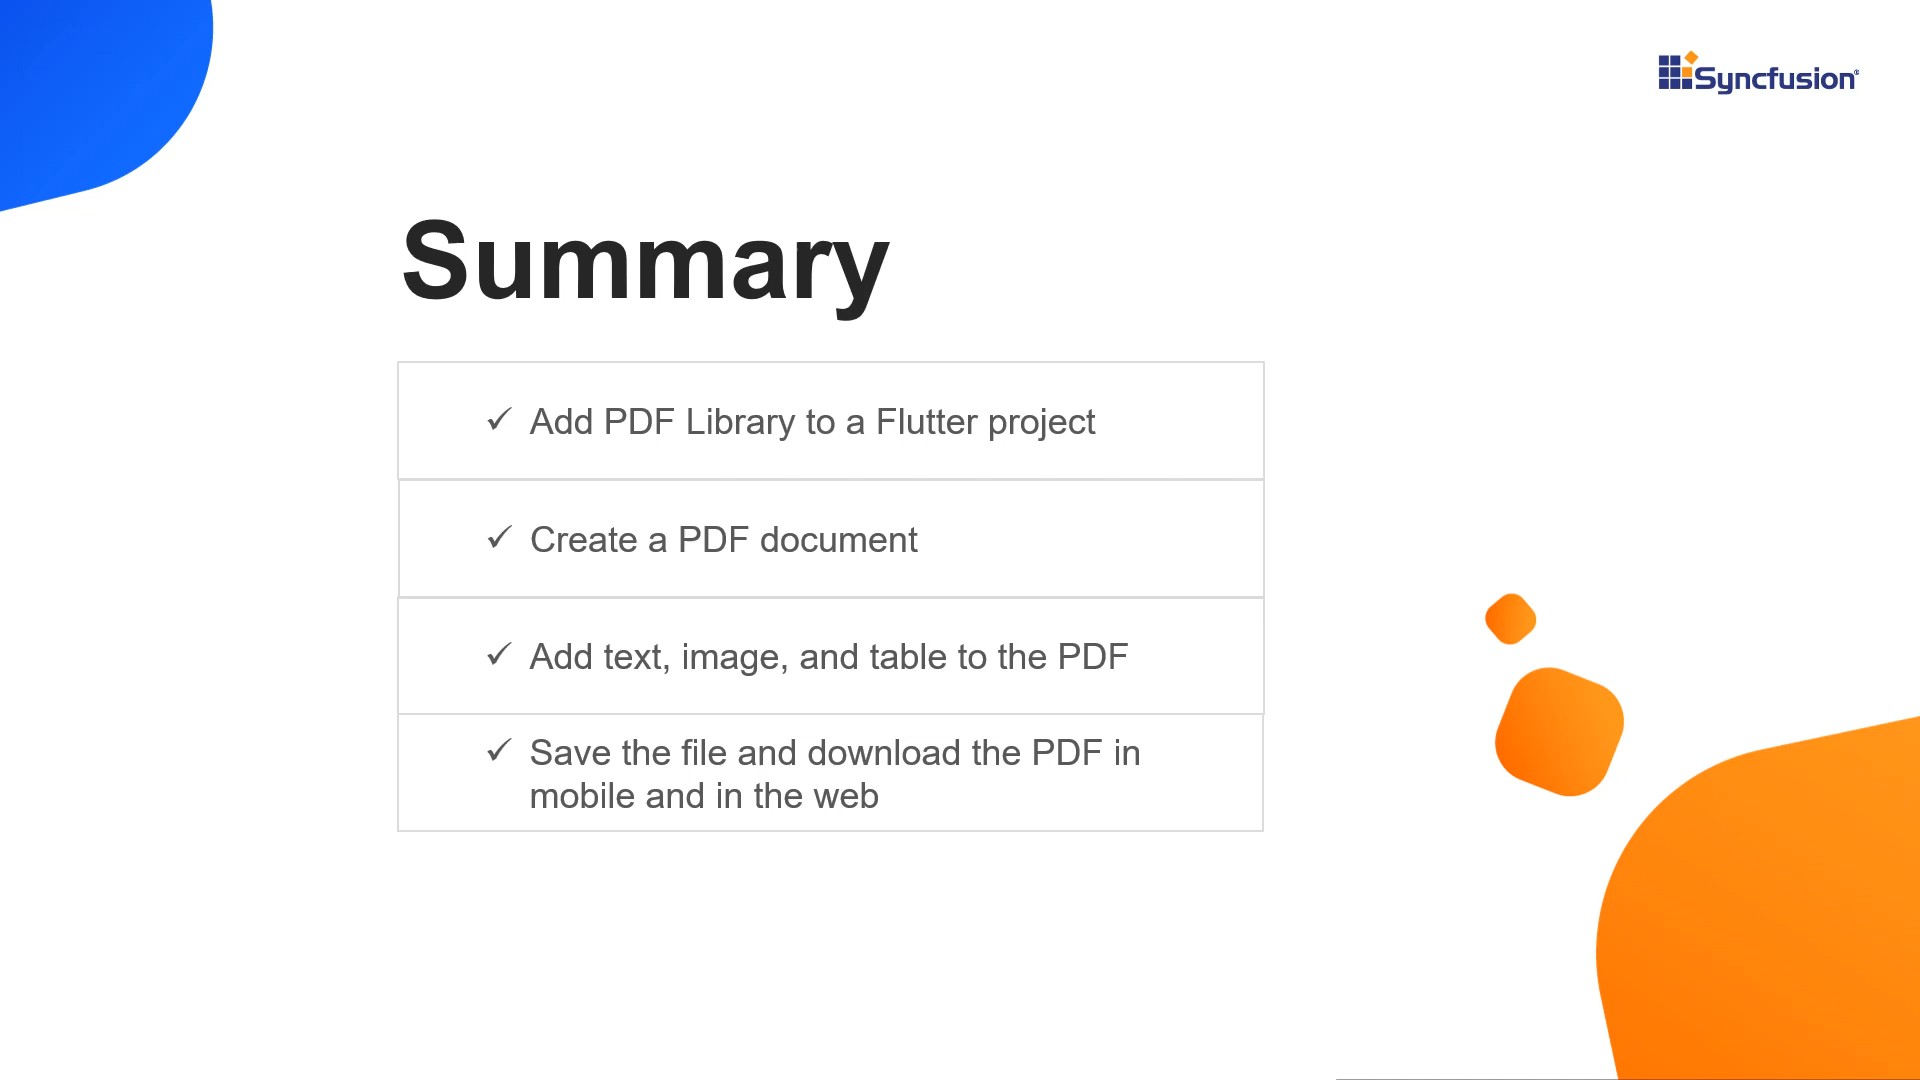 Syncfusion®
Summary
✓ Add PDF Library to a Flutter project
✓ Create a PDF document
✓ Add text, image, and table to the PDF
✓ Save the file and download the PDF in
mobile and in the web